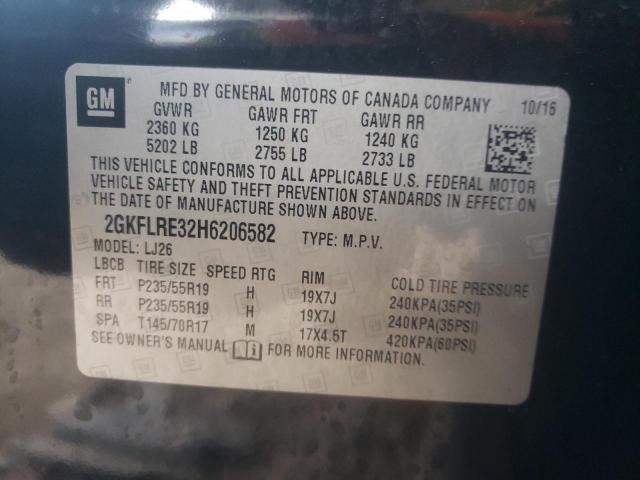 GM
MFD BY GENERAL MOTORS OF CANADA COMPANY 10/16
GVWR GAWR FRT GAWR RR
2360 KG 1250 KG 1240 KG
5202 LB 2755 LB 2733 LB
THIS VEHICLE CONFORMS TO ALL APPLICABLE U.S. FEDERAL MOTOR
VEHICLE SAFETY AND THEFT PREVENTION STANDARDS IN EFFECT ON
THE DATE OF MANUFACTURE SHOWN ABOVE.
2GKFLRE32H6206582 TYPE: M.P.V.
MODEL: LJ26
LBCB TIRE SIZE SPEED RTG RIM COLD TIRE PRESSURE
FRT P235/55R19 H 19X7J 240KPA(35PSI)
RR P235/55R19 H 19X7J 240KPA(35PSI)
SPA T145/70R17 M 17X4.5T 420KPA(60PSI)
SEE OWNER'S MANUAL FOR MORE INFORMATION.